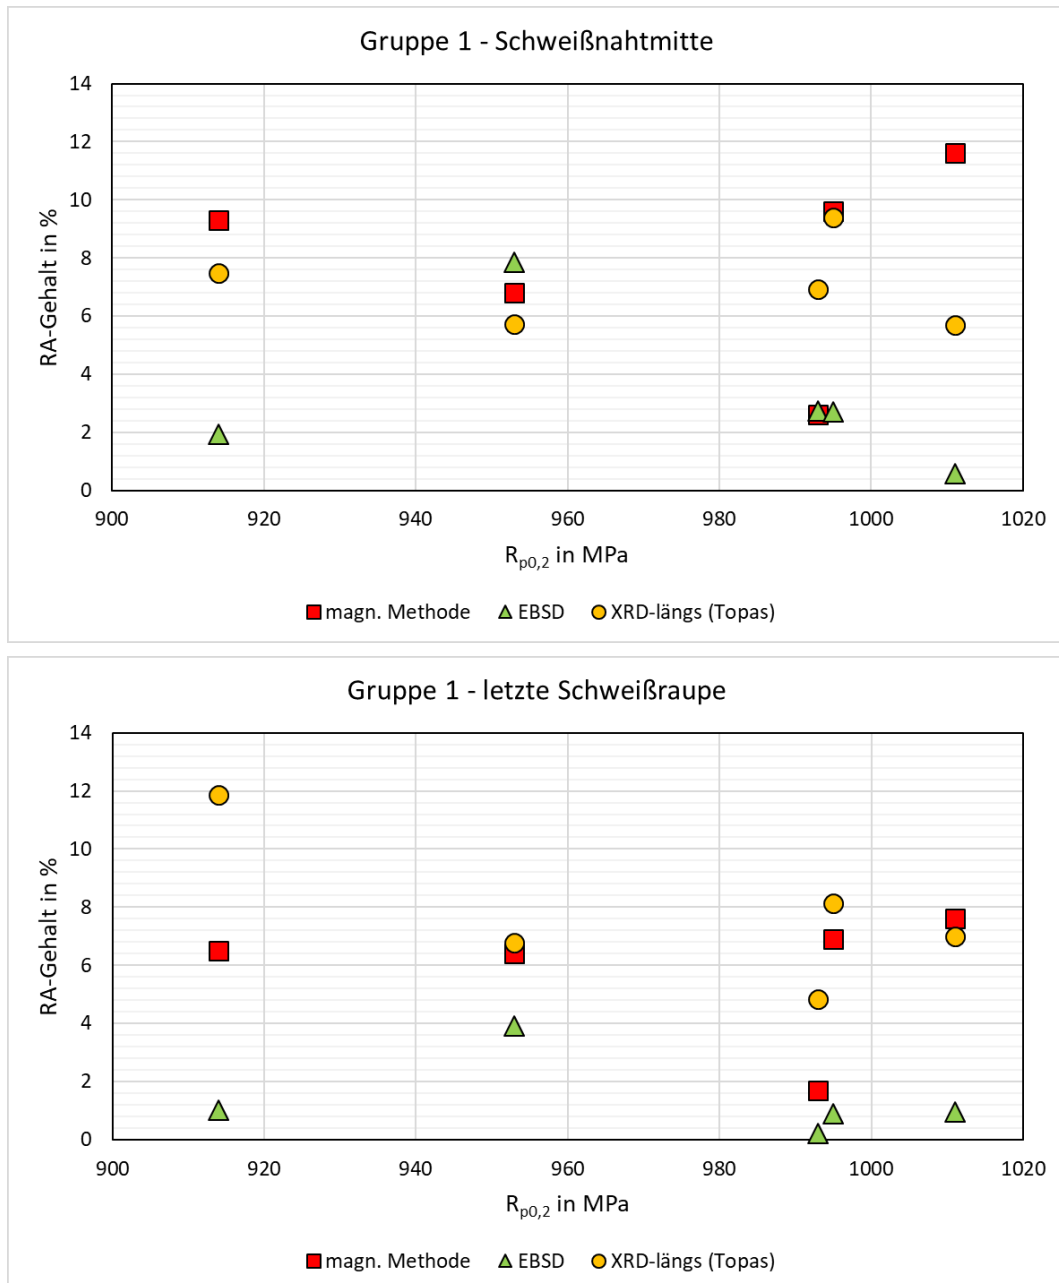 Gruppe 1 - Schweißnahtmitte
14
12
10
8
6
4
2
0
RA-Gehalt in %
900 920 940 960 980 1000 1020
Rp0,2 in MPa
magn. Methode EBSD XRD-längs (Topas)
Gruppe 1 - letzte Schweißraupe
14
12
10
8
6
4
2
0
RA-Gehalt in %
900 920 940 960 980 1000 1020
Rp0,2 in MPa
magn. Methode EBSD XRD-längs (Topas)